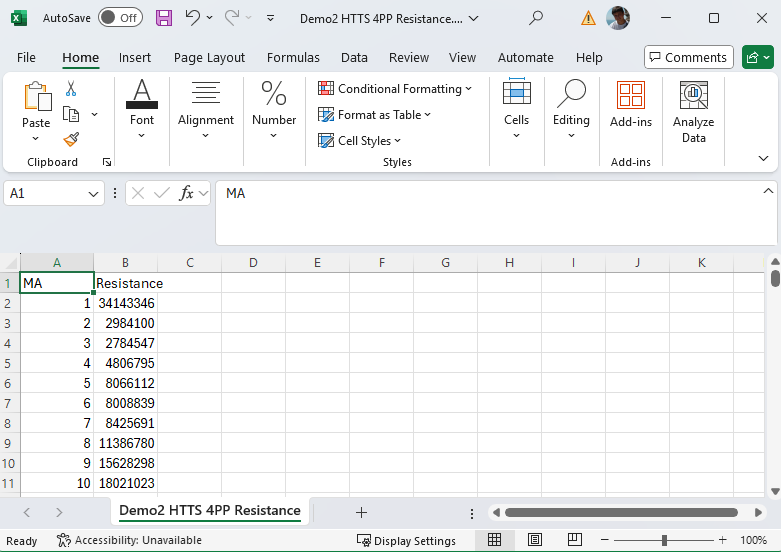 AutoSave Off Demo2 HTTS 4PP Resistance....
File Home Insert Page Layout Formulas Data Review View Automate Help Comments
Paste Font Alignment Number Conditional Formatting Cells Editing Add-ins Analyze Data
Format as Table
Cell Styles
Clipboard Styles Add-ins
A1 fx MA
A B C D E F G H I J K
1 MA Resistance
2 1 34143346
3 2 2984100
4 3 2784547
5 4 4806795
6 5 8066112
7 6 8008839
8 7 8425691
9 8 11386780
10 9 15628298
11 10 18021023
Demo2 HTTS 4PP Resistance
Ready Accessibility: Unavailable Display Settings 100%